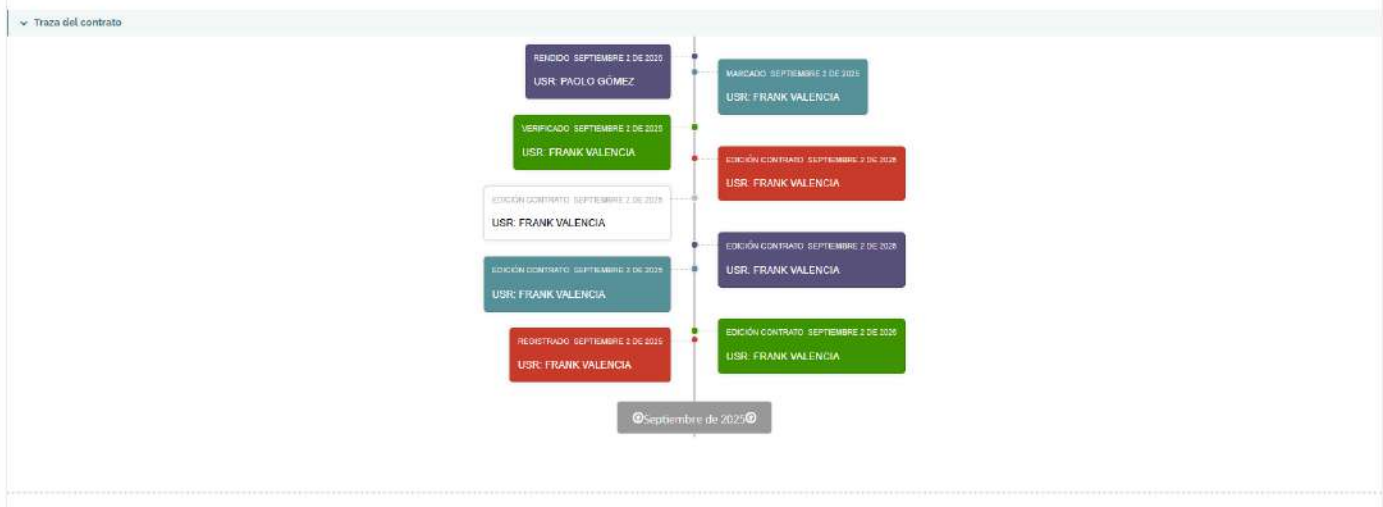 Traza del contrato
RENDIDO SEPTIEMBRE 2 DE 2025
USR: PAOLO GÓMEZ
MARCADO SEPTIEMBRE 2 DE 2025
USR: FRANK VALENCIA
VERIFICADO SEPTIEMBRE 2 DE 2025
USR: FRANK VALENCIA
EDICIÓN CONTRATO SEPTIEMBRE 2 DE 2025
USR: FRANK VALENCIA
EDICIÓN CONTRATO SEPTIEMBRE 2 DE 2025
USR: FRANK VALENCIA
EDICIÓN CONTRATO SEPTIEMBRE 2 DE 2025
USR: FRANK VALENCIA
EDICIÓN CONTRATO SEPTIEMBRE 2 DE 2025
USR: FRANK VALENCIA
EDICIÓN CONTRATO SEPTIEMBRE 2 DE 2025
USR: FRANK VALENCIA
REGISTRADO SEPTIEMBRE 2 DE 2025
USR: FRANK VALENCIA
Septiembre de 2025